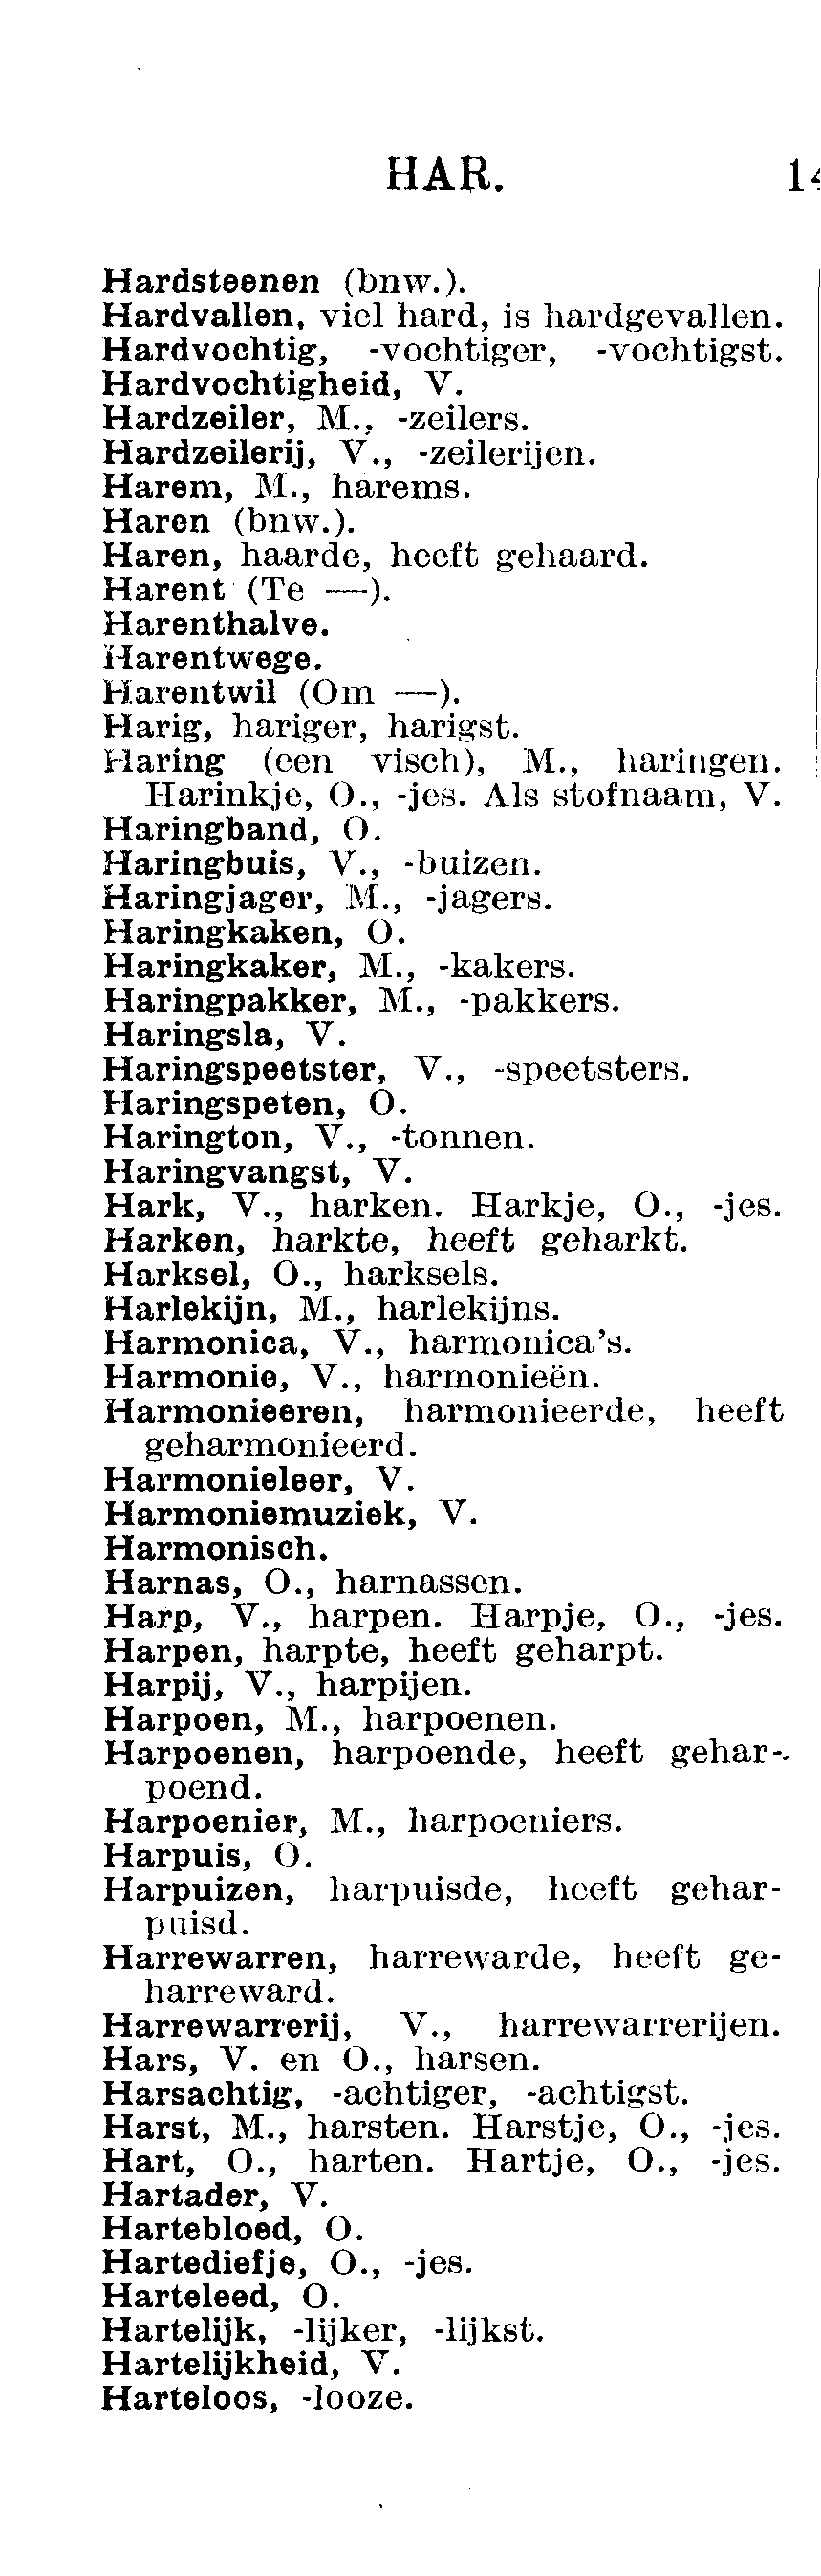 HAR.
Hardsteenen (bnw.).
Hardvallen, viel hard, is hardgevallen.
Hardvochtig, -vochtiger, -vochtigst.
Hardvochtigheid, V.
Hardzeiler, M., -zeilers.
Hardzeilerij, V., -zeilerijen.
Harem, M., harems.
Haren (bnw.).
Haren, haarde, heeft gehaard.
Harent (Te —).
Harenthalve.
Harentwege.
Harentwil (Om —).
Harig, hariger, harigst.
Haring (een visch), M., haringen.
Harinkje, O., -jes. Als stofnaam, V.
Haringband, O.
Haringbuis, V., -buizen.
Haringjager, M., -jagers.
Haringkaken, O.
Haringkaker, M., -kakers.
Haringpakker, M., -pakkers.
Haringsla, V.
Haringspeetster, V., -speetsters.
Haringspeten, O.
Harington, V., -tonnen.
Haringvangst, V.
Hark, V., harken. Harkje, O., -jes.
Harken, harkte, heeft geharkt.
Harksel, O., harksels.
Harlekijn, M., harlekijns.
Harmonica, V., harmonica's.
Harmonie, V., harmonieën.
Harmonieeren, harmonieerde, heeft
geharmonieerd.
Harmonieleer, V.
Harmoniemuziek, V.
Harmonisch.
Harnas, O., harnassen.
Harp, V., harpen. Harpje, O., -jes.
Harpen, harpte, heeft geharpt.
Harpij, V., harpijen.
Harpoen, M., harpoenen.
Harpoenen, harpoende, heeft gehar-
poend.
Harpoenier, M., harpoeniers.
Harpuis, O.
Harpuizen, harpuisde, heeft gehar-
puisd.
Harrewarren, harrewarde, heeft ge-
harreward.
Harrewarrerij, V., harrewarrerijen.
Hars, V. en O., harsen.
Harsachtig, -achtiger, -achtigst.
Harst, M., harsten. Harstje, O., -jes.
Hart, O., harten. Hartje, O., -jes.
Hartader, V.
Hartebloed, O.
Hartediefje, O., -jes.
Harteleed, O.
Hartelijk, -lijker, -lijkst.
Hartelijkheid, V.
Harteloos, -looze.